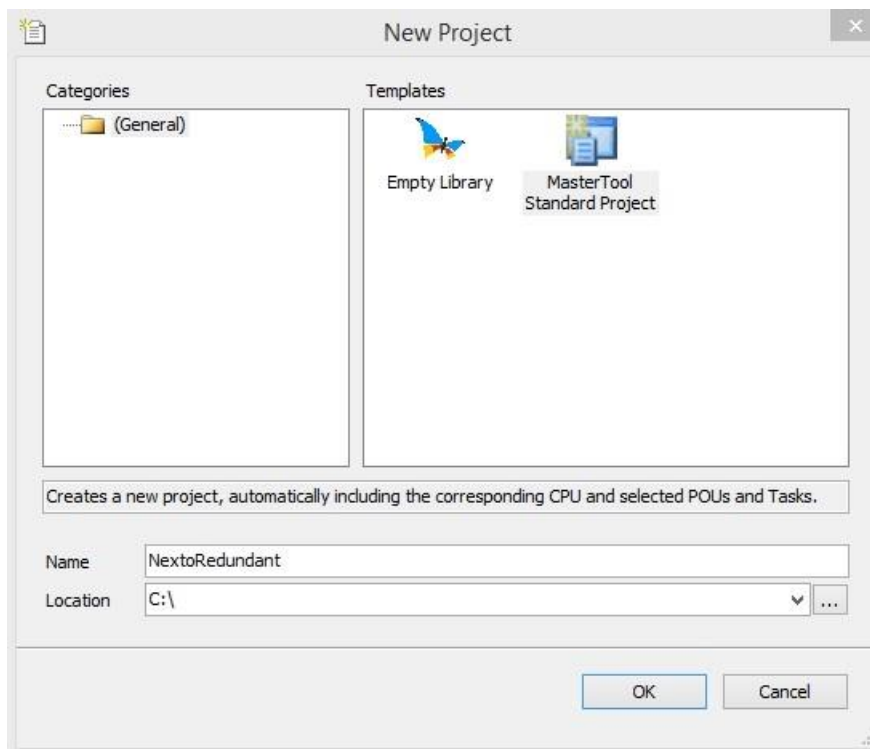 New Project
Categories
Templates
(General)
Empty Library
MasterTool
Standard Project
Creates a new project, automatically including the corresponding CPU and selected POUs and Tasks.
Name
NextoRedundant
Location
C:\
...
OK
Cancel